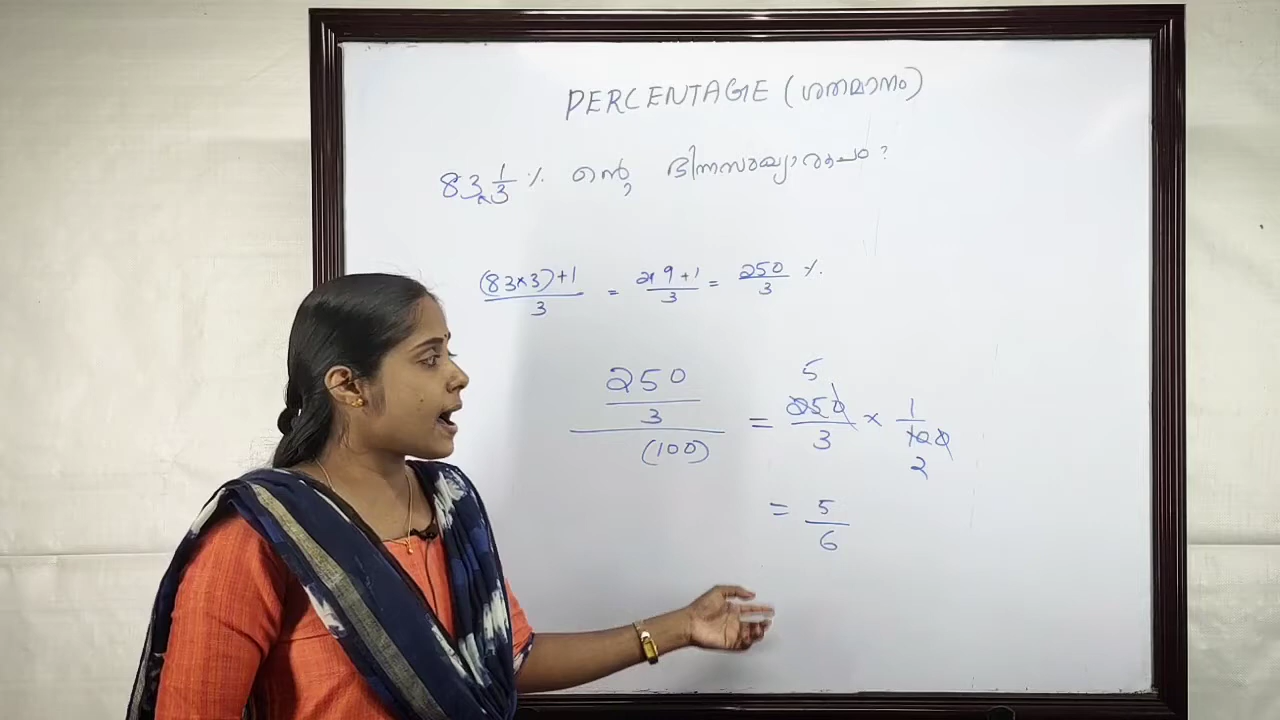 PERCENTAGE (ശതമാനം)
83 1/3 % ന്റെ ഭിന്നസംഖ്യാരൂപം ?
(83×3)+1/3 = 249+1/3 = 250/3 %
250/3/(100) = 250/3 × 1/100
5
2
= 5/6